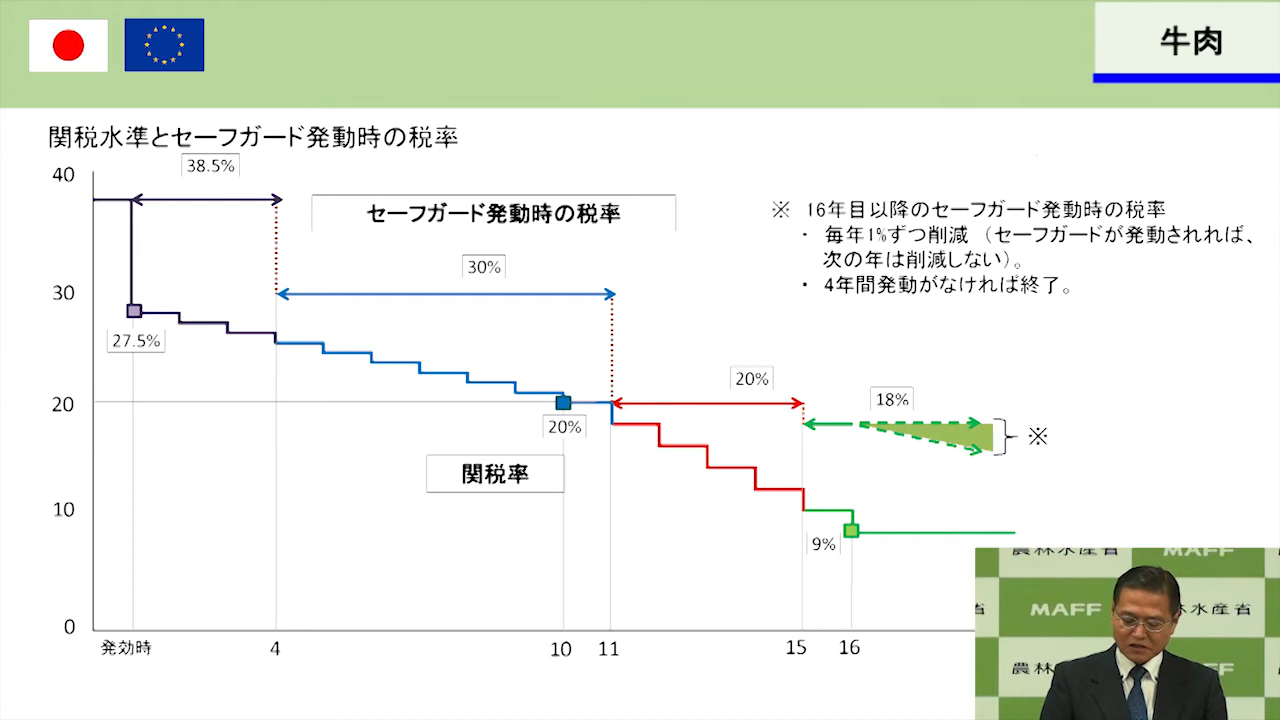 牛肉
関税水準とセーフガード発動時の税率
40
38.5%
セーフガード発動時の税率
※ 16年目以降のセーフガード発動時の税率
・ 毎年1%ずつ削減 (セーフガードが発動されれば、
次の年は削減しない)。
・ 4年間発動がなければ終了。
30%
30
27.5%
20%
18%
20
20%
※
関税率
10
9%
0
発効時
4
10
11
15
16
農林水産省
MAFF
MAFF
林水産省
農林